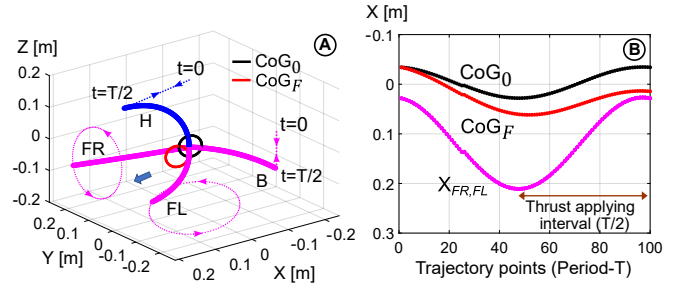 Z [m]
A
t=0
CoG0
CoGF
t=T/2
0.2
0.1
0
-0.1
-0.2
H
FR
B
FL
t=0
t=T/2
0.2
0.1
0
-0.1
-0.2
Y [m]
0.2
0.1
0
-0.1
-0.2
X [m]
X [m]
B
-0.1
0
0.1
0.2
0.3
CoG0
CoGF
XFR,FL
Thrust applying
interval (T/2)
0 20 40 60 80 100
Trajectory points (Period-T)